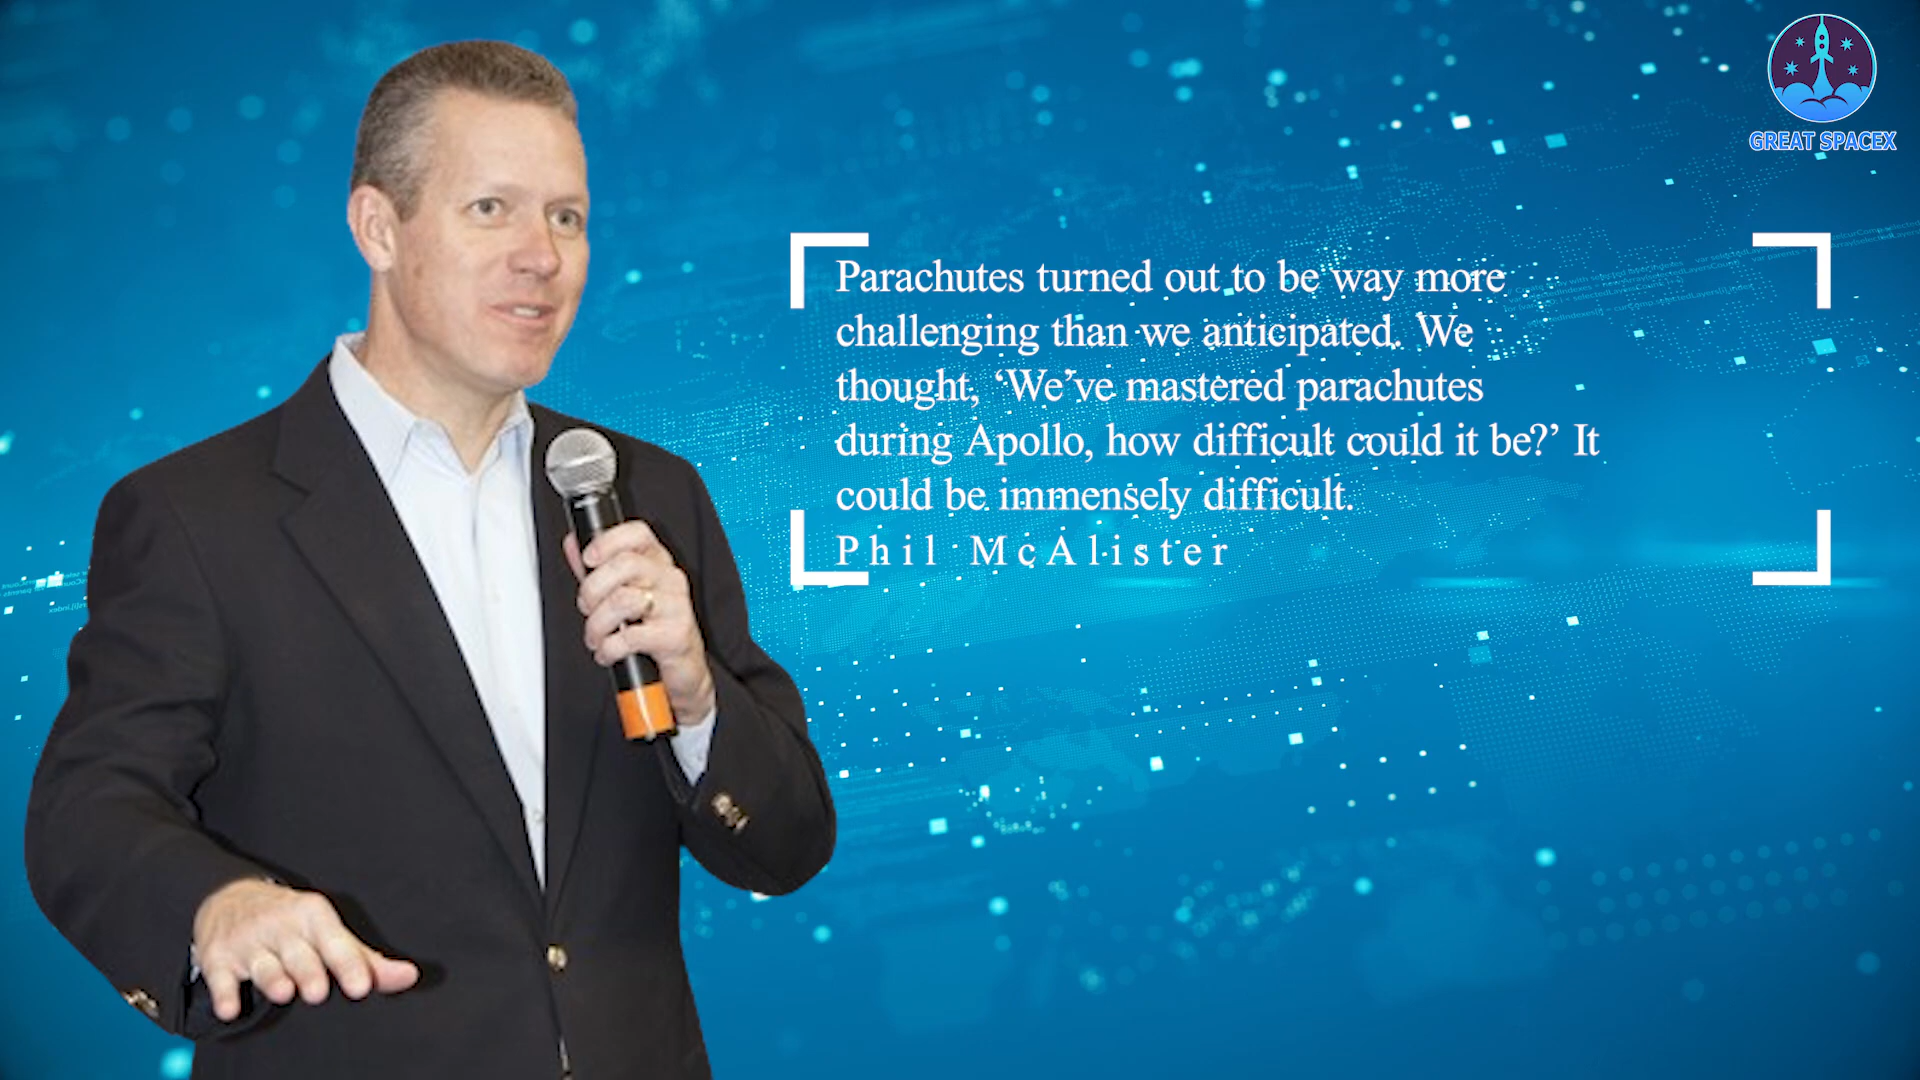 GREAT SPACEX
Parachutes turned out to be way more
challenging than we anticipated. We
thought, ‘We’ve mastered parachutes
during Apollo, how difficult could it be?’ It
could be immensely difficult.
Phil McAlister